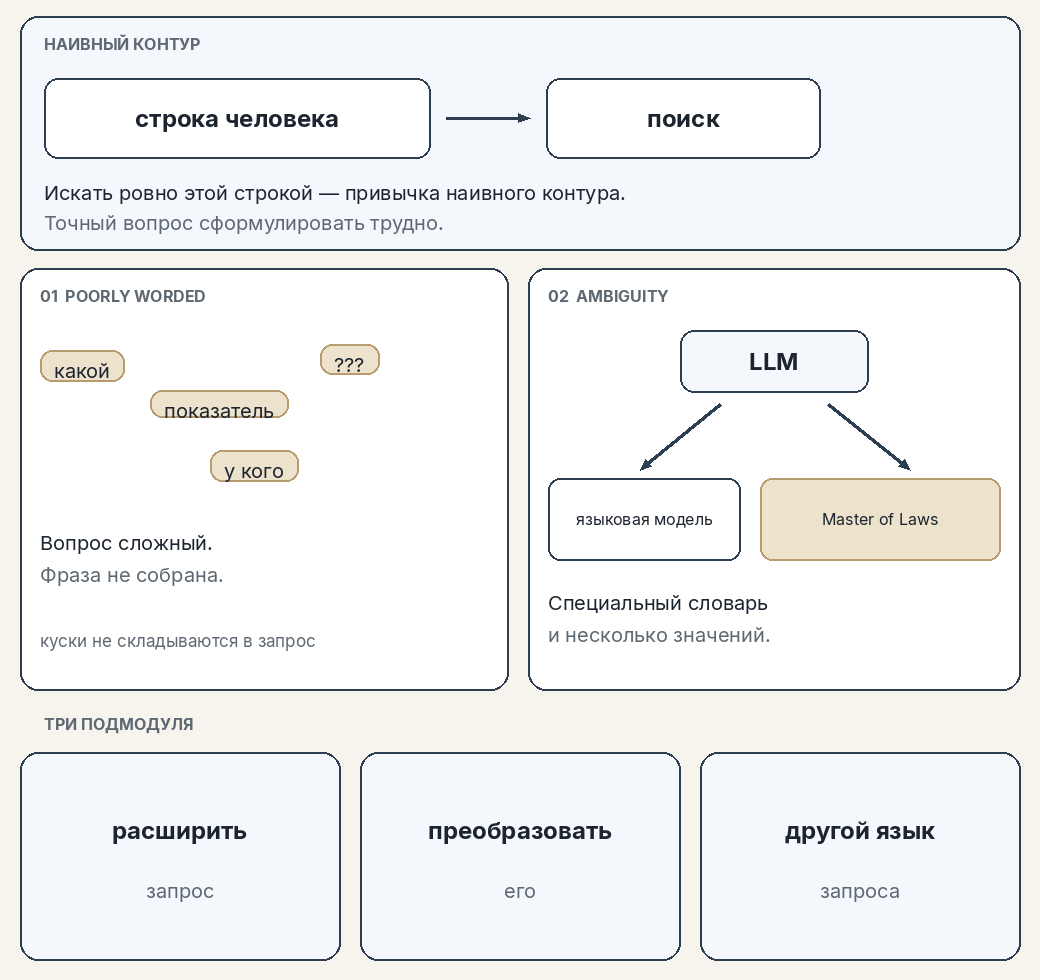 НАИВНЫЙ КОНТУР
строка человека
поиск
Искать ровно этой строкой — привычка наивного контура.
Точный вопрос сформулировать трудно.
01 POORLY WORDED
какой
???
показатель
у кого
Вопрос сложный.
Фраза не собрана.
куски не складываются в запрос
02 AMBIGUITY
LLM
языковая модель
Master of Laws
Специальный словарь
и несколько значений.
ТРИ ПОДМОДУЛЯ
расширить
запрос
преобразовать
его
другой язык
запроса